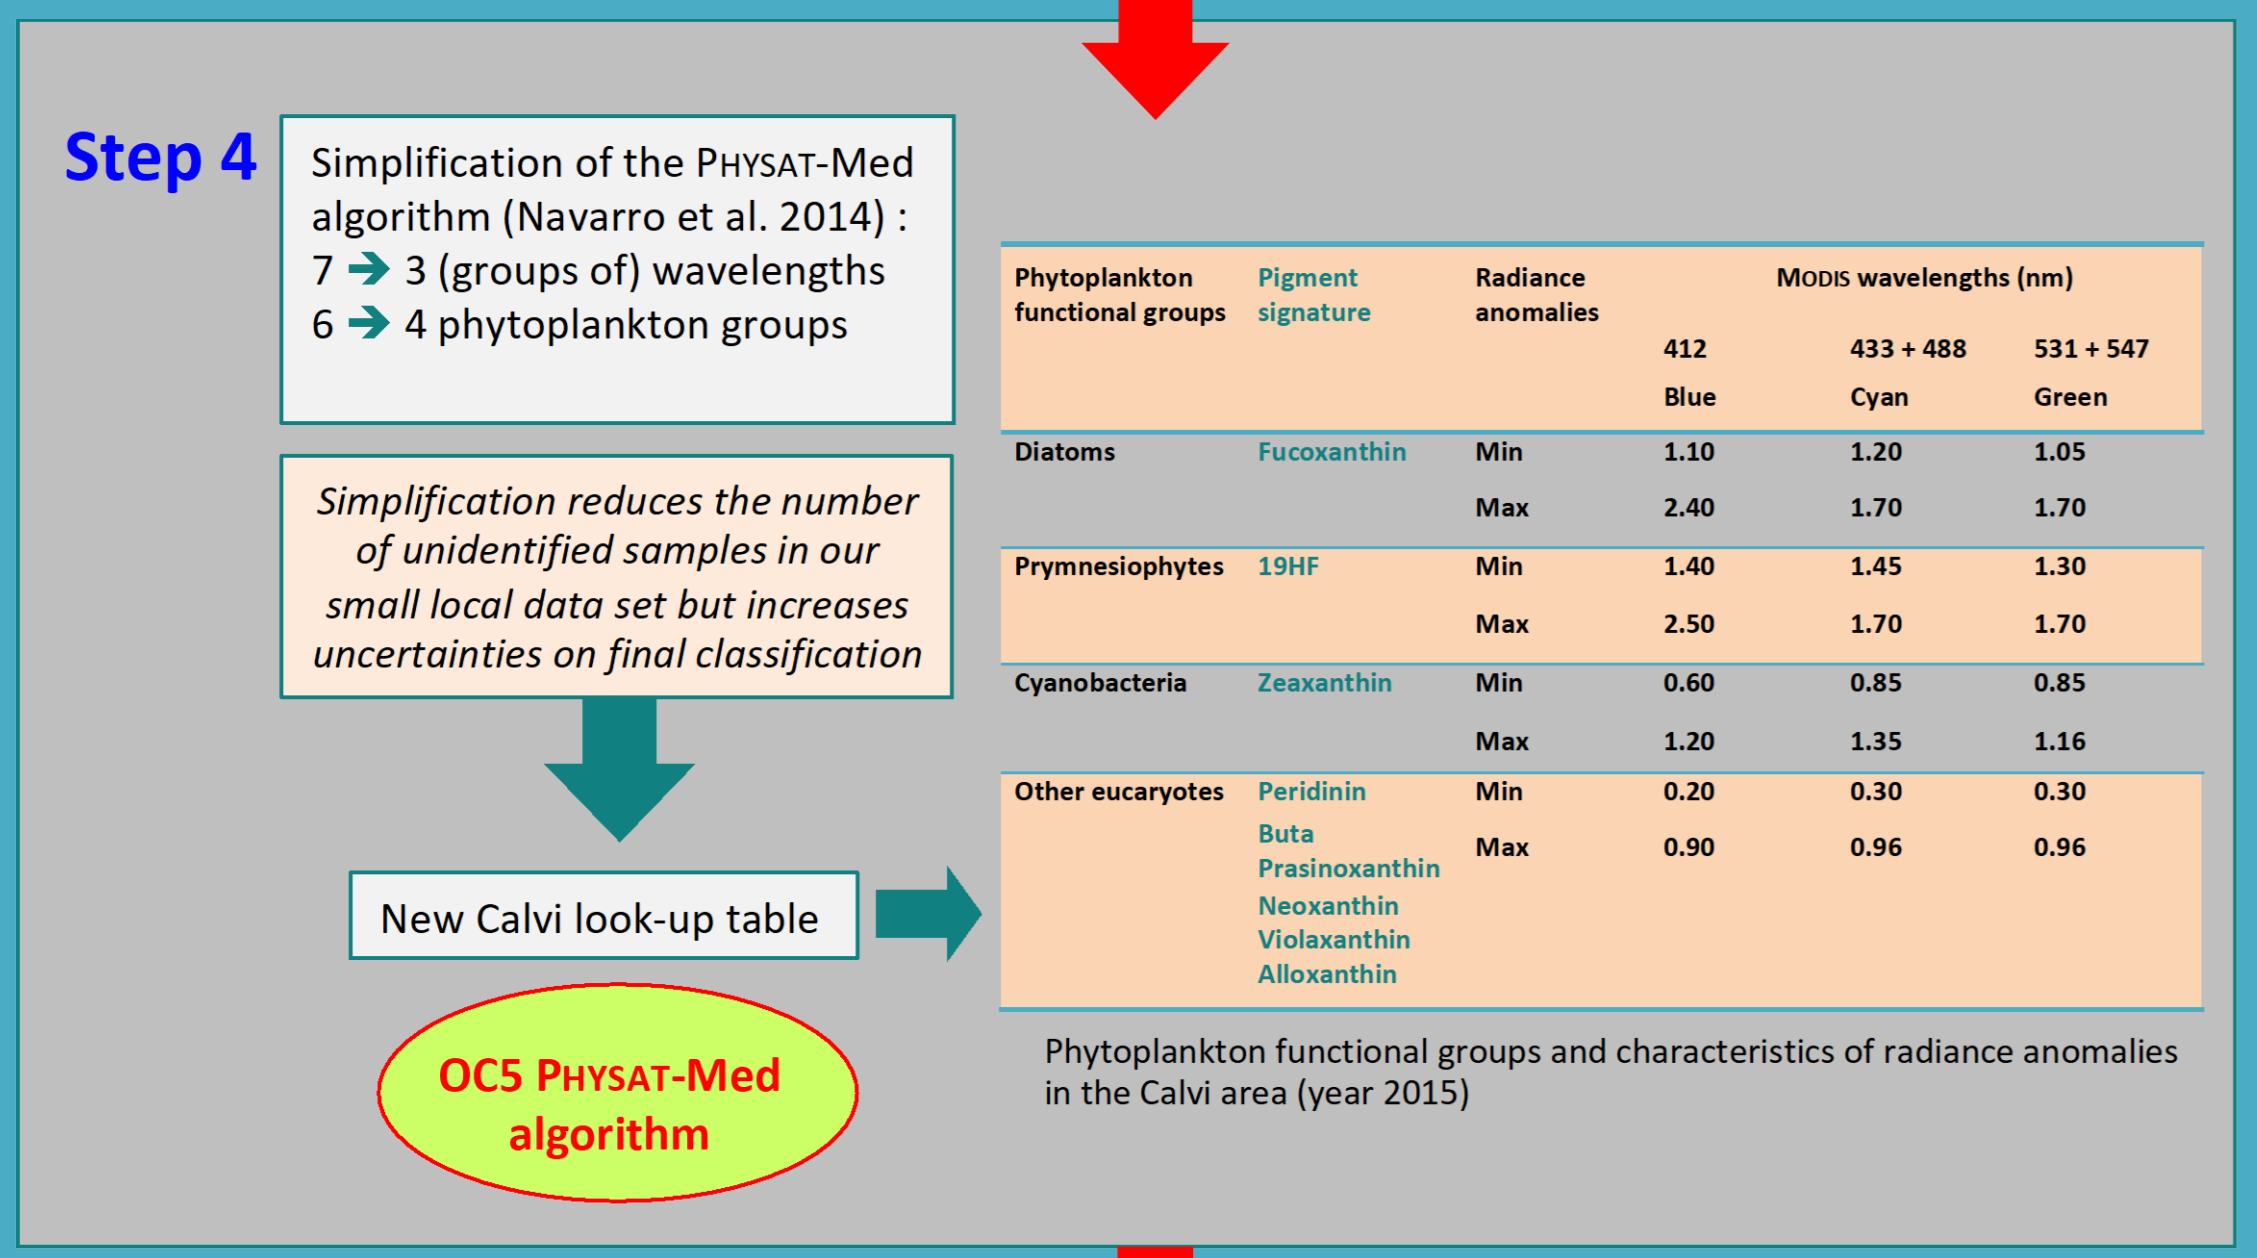 Step 4
Simplification of the PHYSAT-Med
algorithm (Navarro et al. 2014) :
7 ➔ 3 (groups of) wavelengths
6 ➔ 4 phytoplankton groups
Simplification reduces the number
of unidentified samples in our
small local data set but increases
uncertainties on final classification
New Calvi look-up table
OC5 PHYSAT-Med
algorithm
Phytoplankton Pigment Radiance MODIS wavelengths (nm)
functional groups signature anomalies
412 433 + 488 531 + 547
Blue Cyan Green
Diatoms Fucoxanthin Min 1.10 1.20 1.05
Max 2.40 1.70 1.70
Prymnesiophytes 19HF Min 1.40 1.45 1.30
Max 2.50 1.70 1.70
Cyanobacteria Zeaxanthin Min 0.60 0.85 0.85
Max 1.20 1.35 1.16
Other eucaryotes Peridinin Min 0.20 0.30 0.30
Buta
Max 0.90 0.96 0.96
Prasinoxanthin
Neoxanthin
Violaxanthin
Alloxanthin
Phytoplankton functional groups and characteristics of radiance anomalies
in the Calvi area (year 2015)